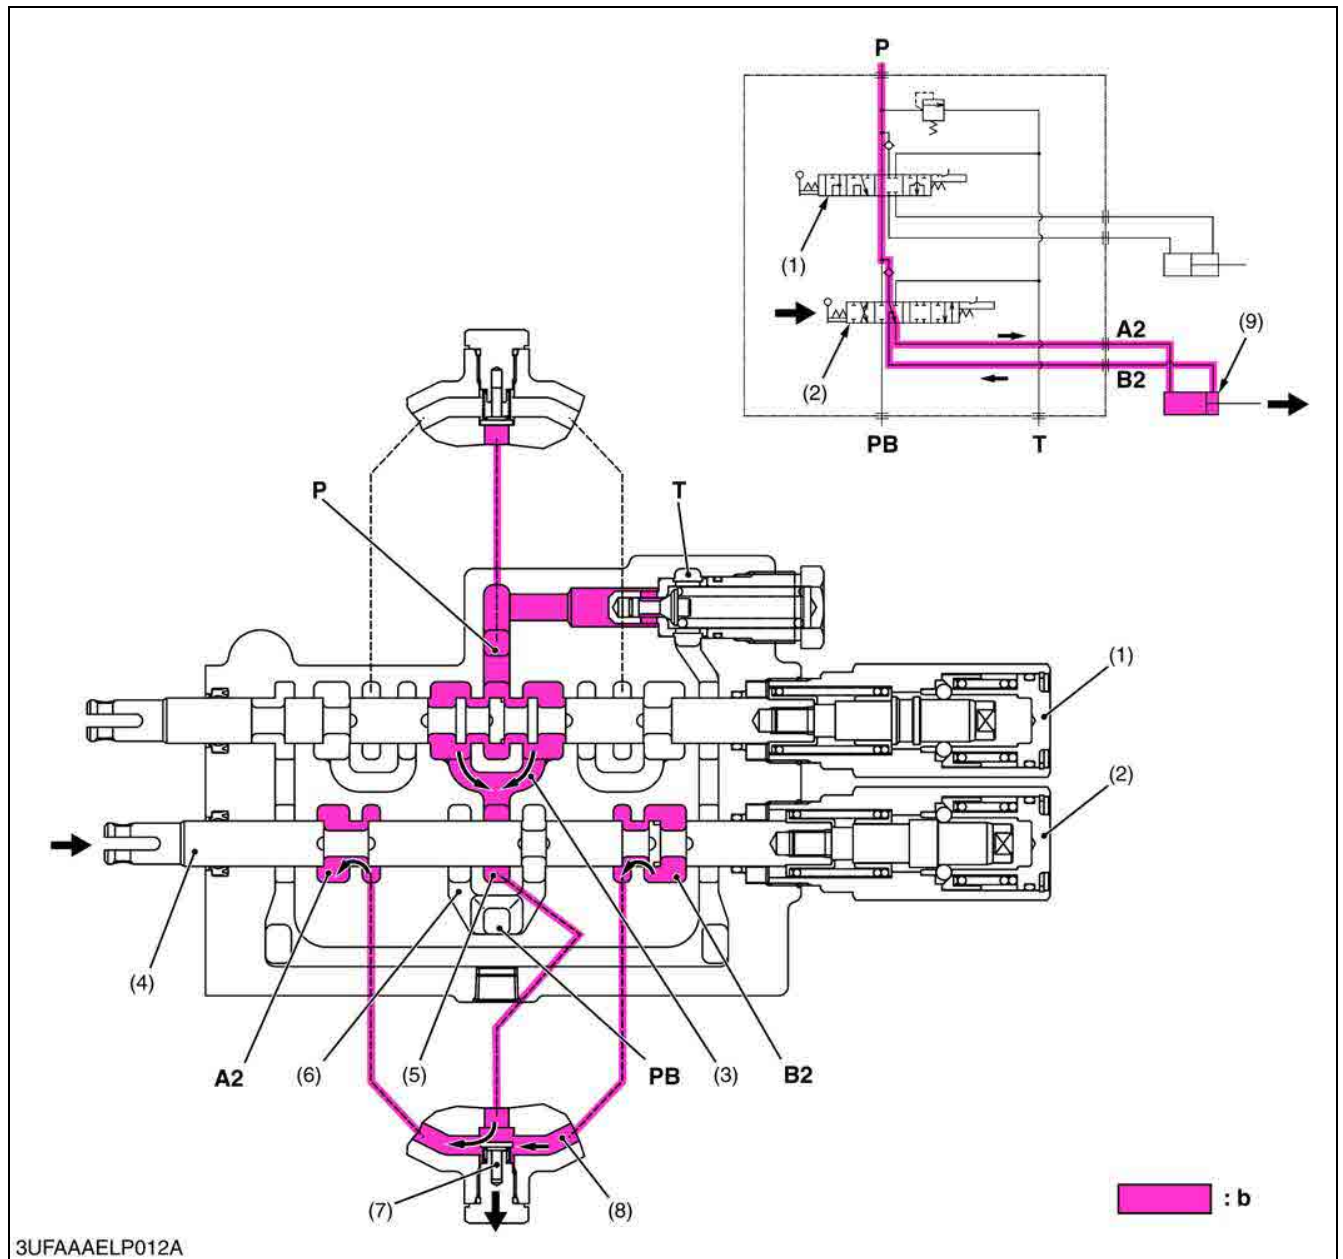 P
(1)
(2)
A2
(9)
B2
PB
T
P
T
(1)
(2)
(4)
A2
(6)
(5)
PB
(3)
B2
(7)
(8)
: b
3UFAAAELP012A